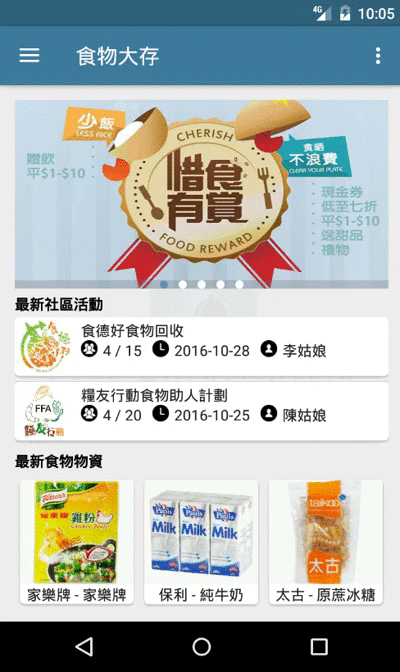 4G 10:05
食物大存
少飯
LESS RICE
贈飲
平$1-$10
CHERISH
惜食
有賞
FOOD REWARD
食晒
不浪費
CLEAR YOUR PLATE
現金券
低至七折
平$1-$10
送甜品
禮物
最新社區活動
食德好食物回收
4 / 15 2016-10-28 李姑娘
糧友行動食物助人計劃
4 / 20 2016-10-25 陳姑娘
FFA
糧友行動
最新食物物資
Knorr
家樂牌
雞粉
Pauls
Milk
Milk
Milk
taikoo
太古
家樂牌 - 家樂牌
保利 - 純牛奶
太古 - 原蔗冰糖